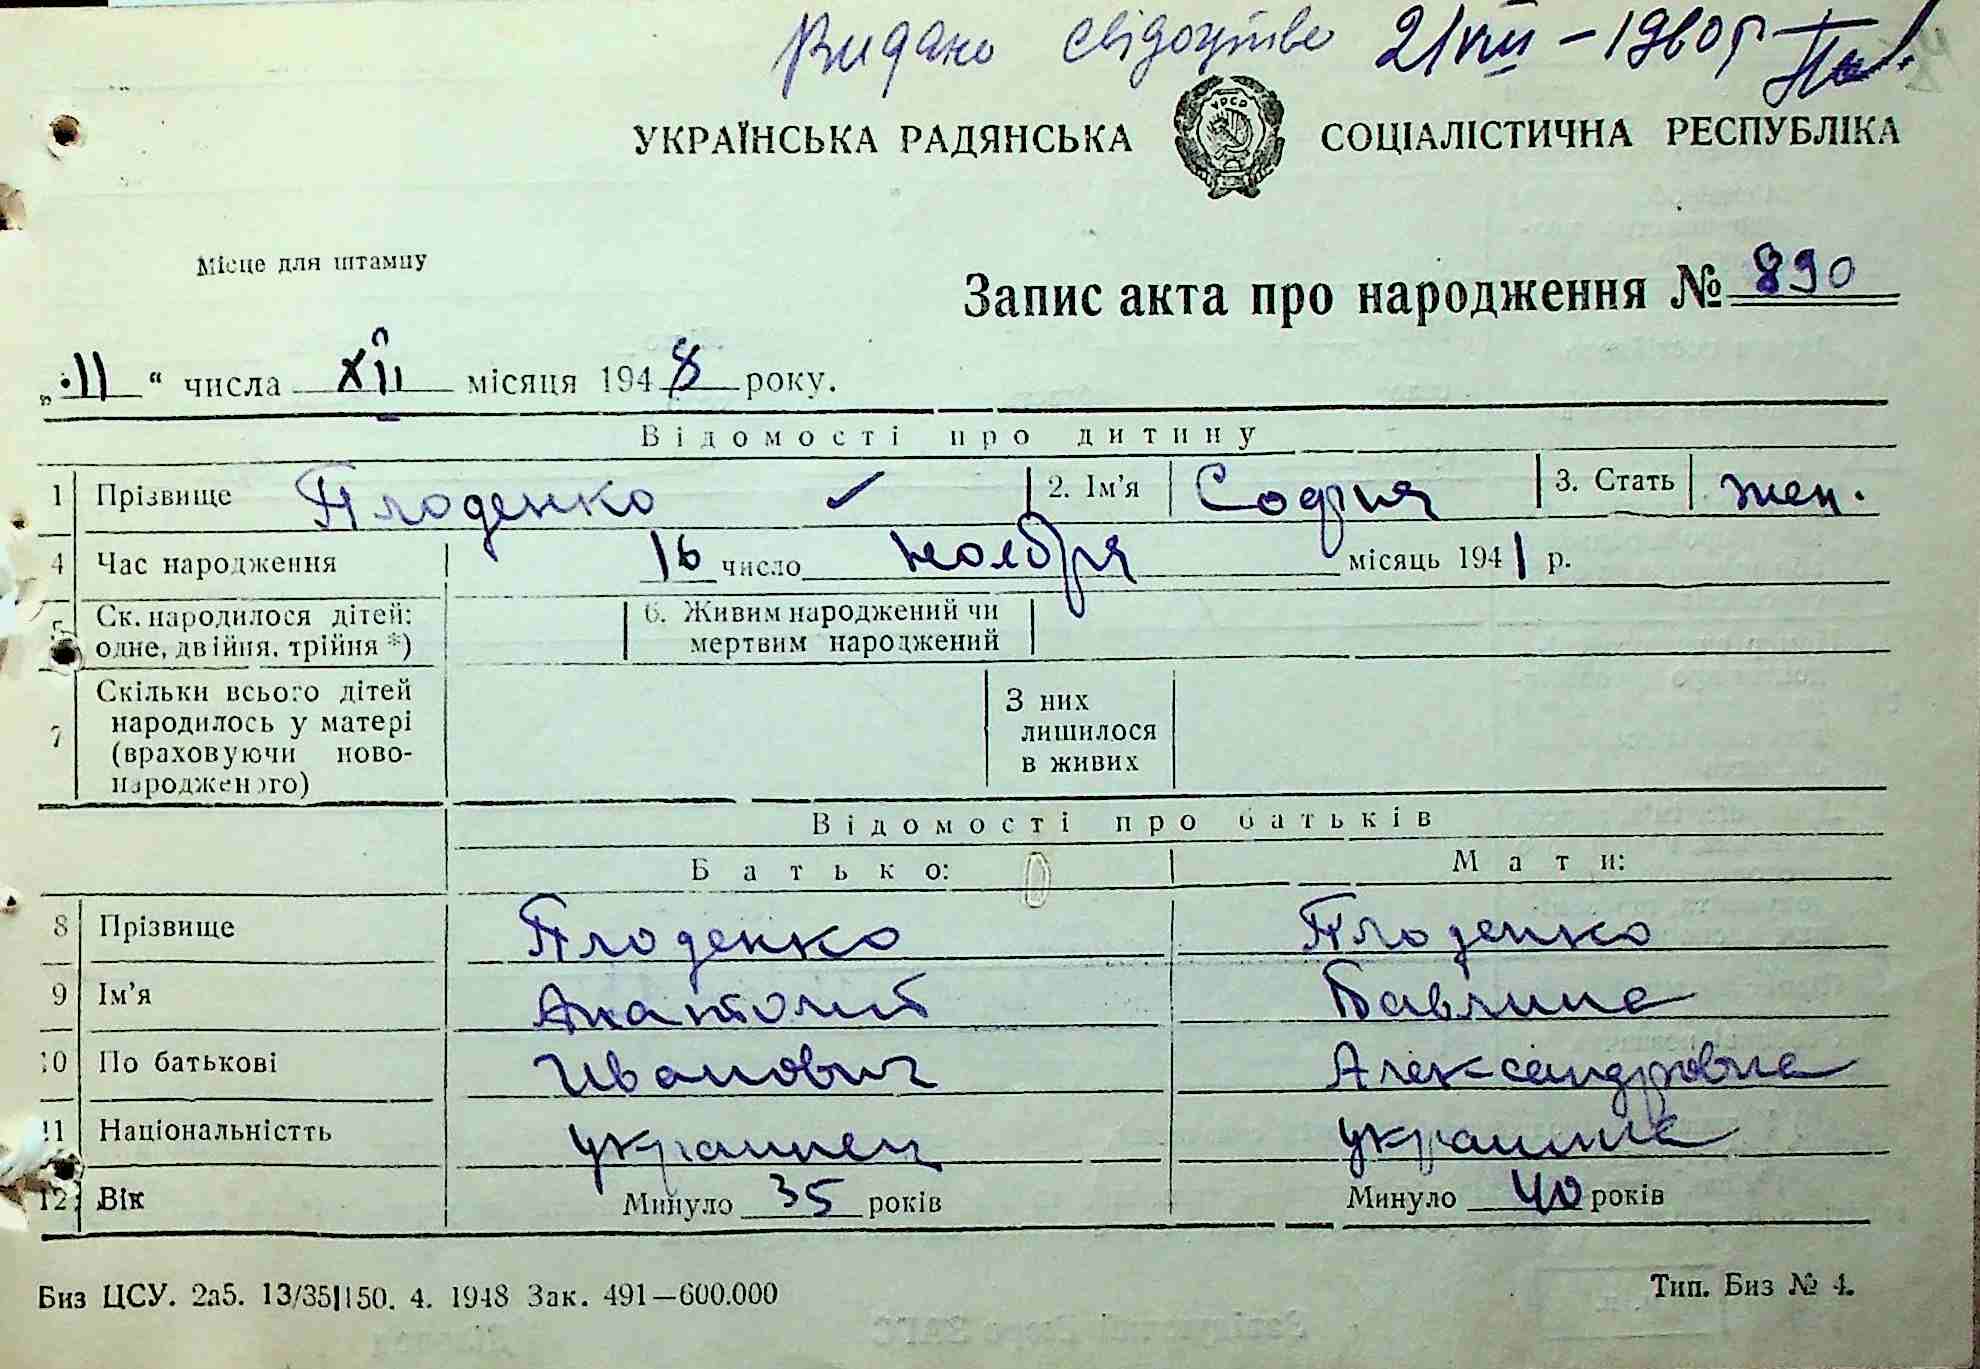 Видано свідоцтво 21/VIII-1960 г.
УРСР
УКРАЇНСЬКА РАДЯНСЬКА СОЦІАЛІСТИЧНА РЕСПУБЛІКА
Місце для штампу
Запис акта про народження № 890
„11“ числа XII місяця 1948 року.
Відомості про дитину
1 Прізвище Плоденко ✓ 2. Ім’я София 3. Стать жен.
4 Час народження 16 число ноября місяць 1941 р.
5 Ск. народилося дітей: одне, двійня, трійня *) 6. Живим народжений чи мертвим народжений
7 Скільки всього дітей народилось у матері (враховуючи ново-народженого) З них лишилося в живих
Відомості про батьків
Батько: Мати:
8 Прізвище Плоденко Плоденко
9 Ім’я Анатолий Павлина
10 По батькові Иванович Александровна
11 Національністть украинец украинка
12 Вік Минуло 35 років Минуло 40 років
Биз ЦСУ. 2а5. 13/35|150. 4. 1948 Зак. 491—600.000 Тип. Биз № 4.